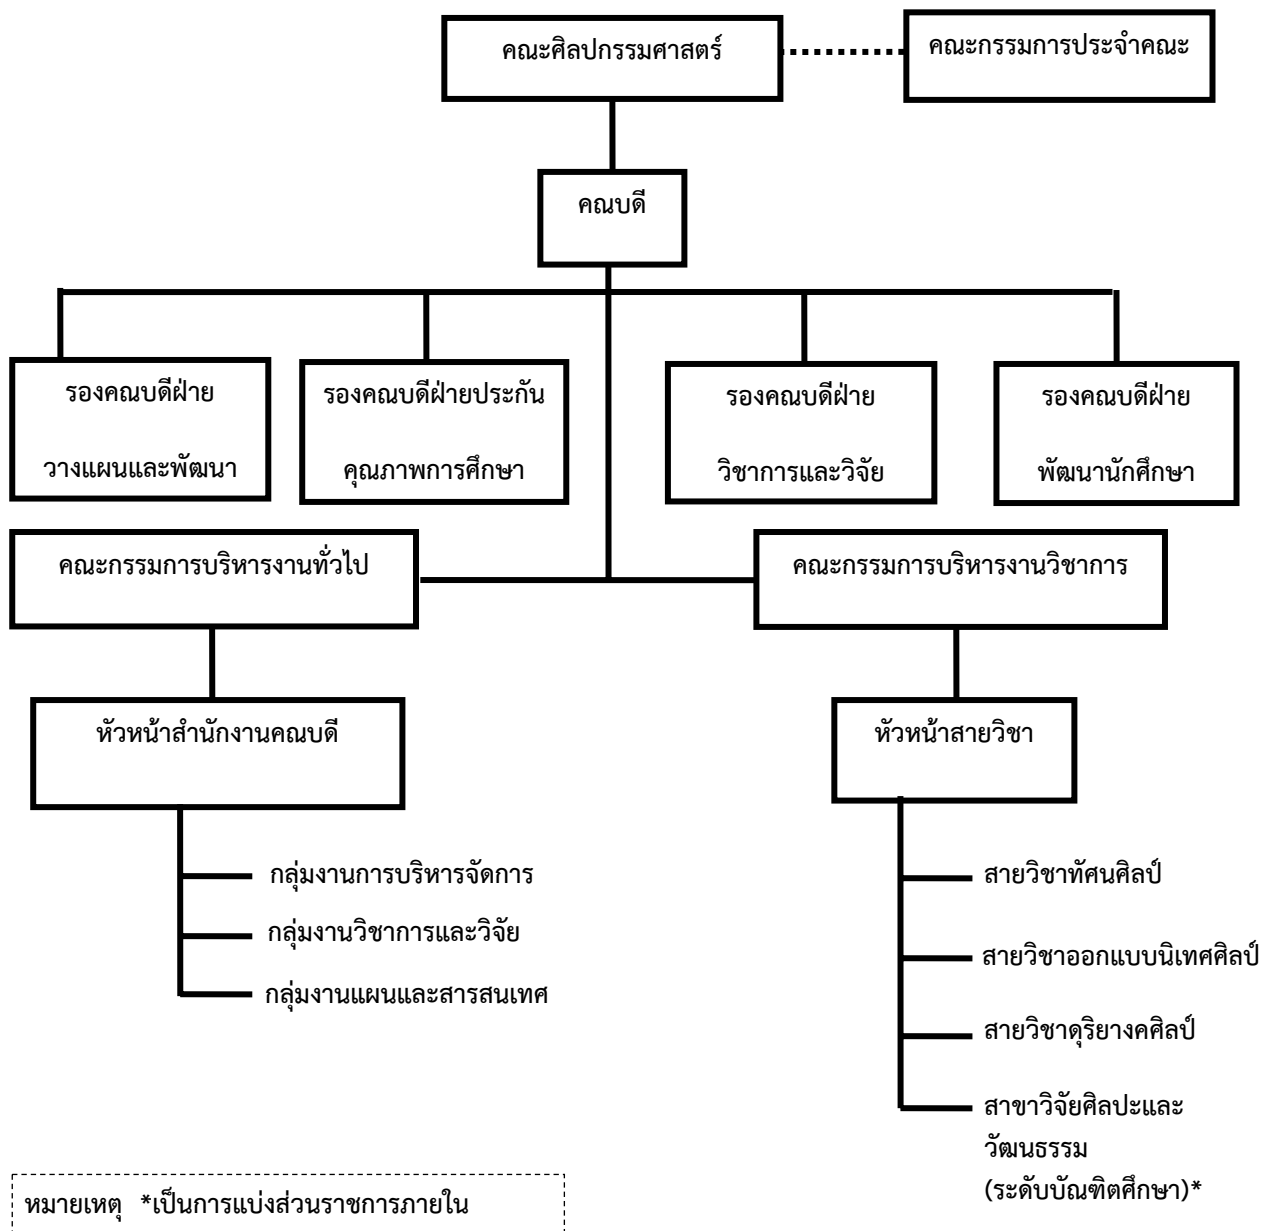 คณะศิลปกรรมศาสตร์
คณะกรรมการประจำคณะ
คณบดี
รองคณบดีฝ่าย
วางแผนและพัฒนา
รองคณบดีฝ่ายประกัน
คุณภาพการศึกษา
รองคณบดีฝ่าย
วิชาการและวิจัย
รองคณบดีฝ่าย
พัฒนานักศึกษา
คณะกรรมการบริหารงานทั่วไป
คณะกรรมการบริหารงานวิชาการ
หัวหน้าสำนักงานคณบดี
หัวหน้าสายวิชา
กลุ่มงานการบริหารจัดการ
กลุ่มงานวิชาการและวิจัย
กลุ่มงานแผนและสารสนเทศ
สายวิชาทัศนศิลป์
สายวิชาออกแบบนิเทศศิลป์
สายวิชาดุริยางคศิลป์
สาขาวิจัยศิลปะและ
วัฒนธรรม
(ระดับบัณฑิตศึกษา)*
หมายเหตุ *เป็นการแบ่งส่วนราชการภายใน